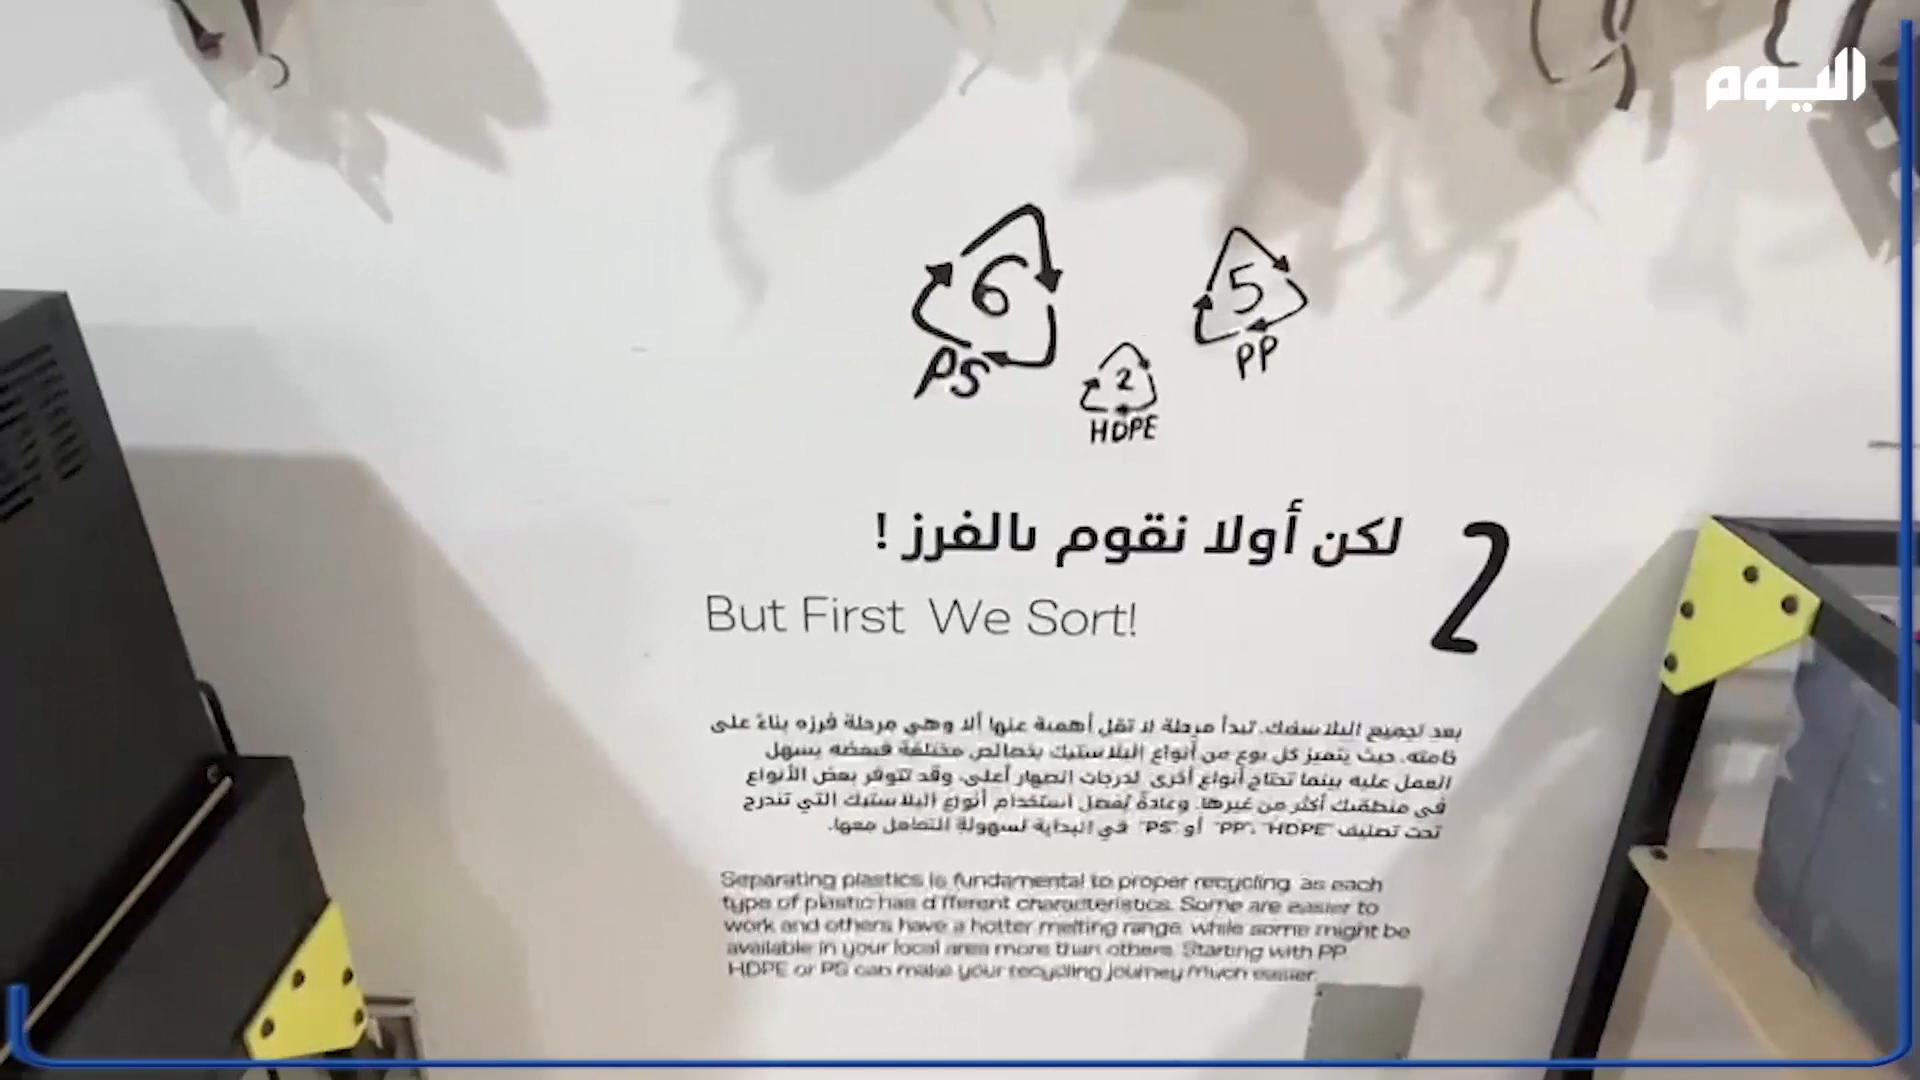 اليوم
6
PS
5
PP
2
HDPE
2
لكن أولا نقوم بالفرز !
But First We Sort!
بعد تجميع البلاستيك، تبدأ مرحلة لا تقل أهمية عنها ألا وهي مرحلة فرزه بناءً على
خامته، حيث يتميز كل نوع من أنواع البلاستيك بخصائص مختلفة فبعضه يسهل
العمل عليه بينما تحتاج أنواع أخرى لدرجات انصهار أعلى، وقد تتوفر بعض الأنواع
في منطقتك أكثر من غيرها. وعادةً يُفضل استخدام أنواع البلاستيك التي تندرج
تحت تصنيف "PP"، "HDPE" أو "PS" في البداية لسهولة التعامل معها.
Separating plastics is fundamental to proper recycling, as each
type of plastic has different characteristics. Some are easier to
work and others have a hotter melting range, while some might be
available in your local area more than others. Starting with PP
HDPE or PS can make your recycling journey much easier.